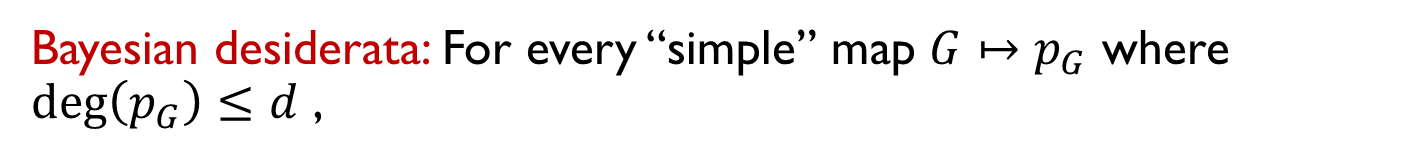 Bayesian desiderata: For every “simple” map 𝐺 ↦ 𝑝_𝐺 where
deg(𝑝_𝐺) ≤ 𝑑 ,